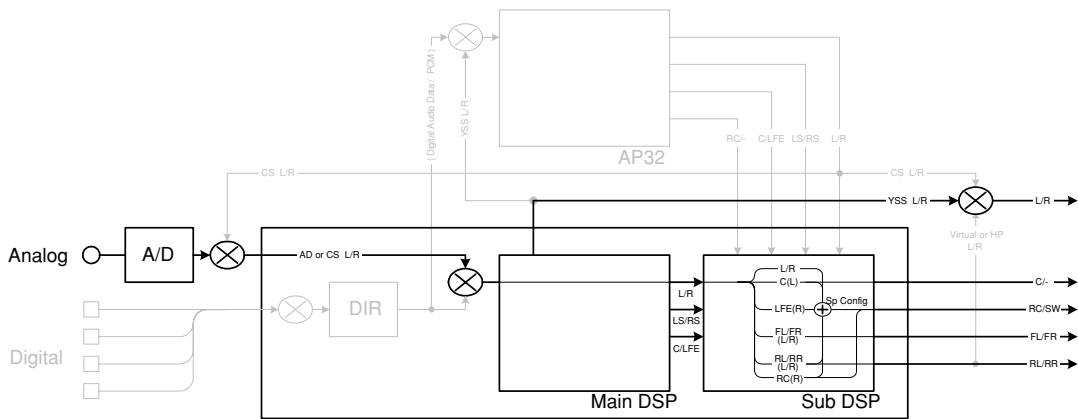 ( Digital Audio Data / PCM )
YSS L/R
RC/-
C/LFE
LS/RS
L/R
AP32
CS L/R
CS L/R
YSS L/R
L/R
Analog
A/D
AD or CS L/R
Virtual or HP
L/R
L/R
C(L)
C/-
L/R
Sp Config
LFE(R)
RC/SW
DIR
LS/RS
FL/FR
(L/R)
FL/FR
C/LFE
Digital
RL/RR
(L/R)
RL/RR
RC(R)
Main DSP
Sub DSP